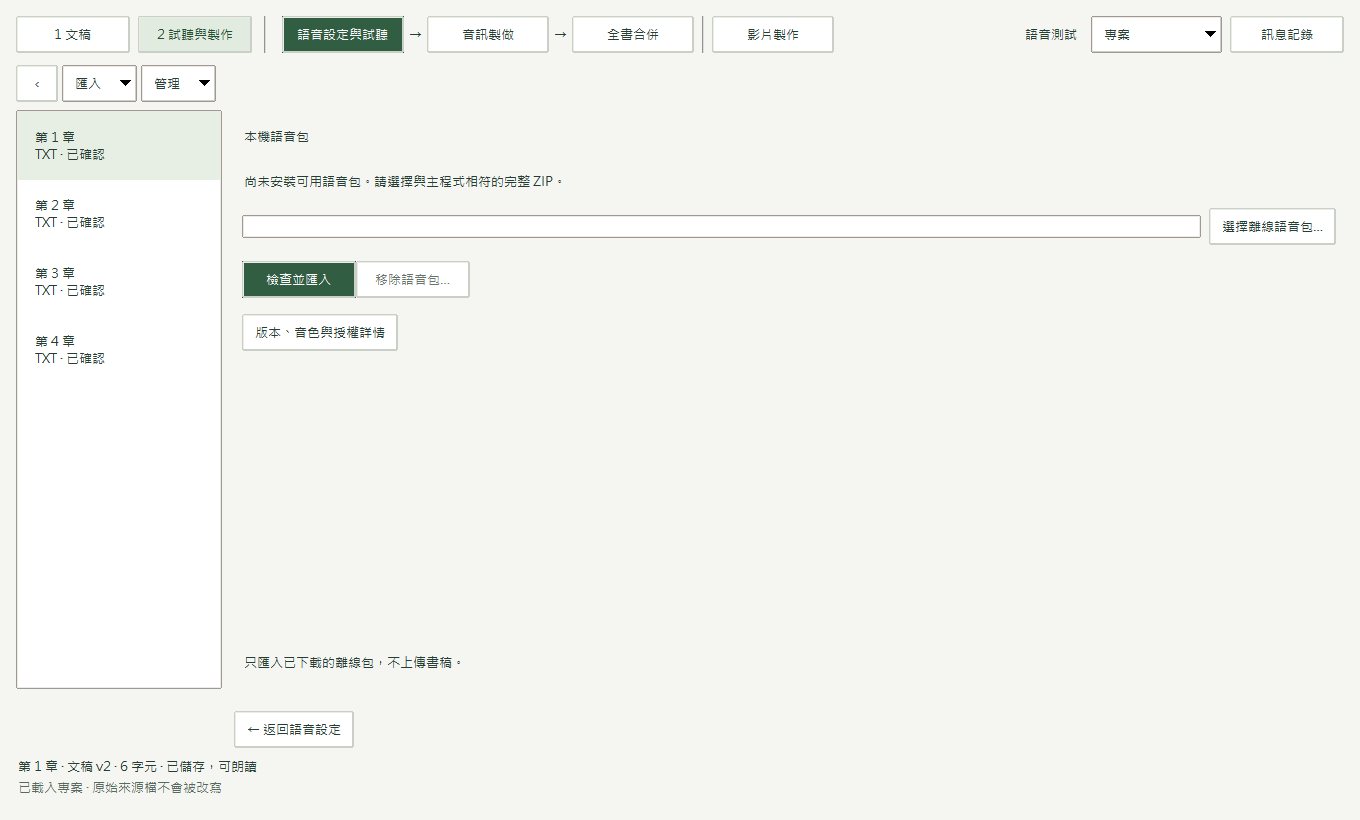 1 文稿
2 試聽與製作
語音設定與試聽
→
音訊製做
→
全書合併
影片製作
語音測試
專案
訊息記錄
‹
匯入
管理
第 1 章
TXT · 已確認
第 2 章
TXT · 已確認
第 3 章
TXT · 已確認
第 4 章
TXT · 已確認
本機語音包
尚未安裝可用語音包。請選擇與主程式相符的完整 ZIP。
選擇離線語音包...
檢查並匯入
移除語音包...
版本、音色與授權詳情
只匯入已下載的離線包，不上傳書稿。
← 返回語音設定
第 1 章 · 文稿 v2 · 6 字元 · 已儲存，可朗讀
已載入專案 · 原始來源檔不會被改寫